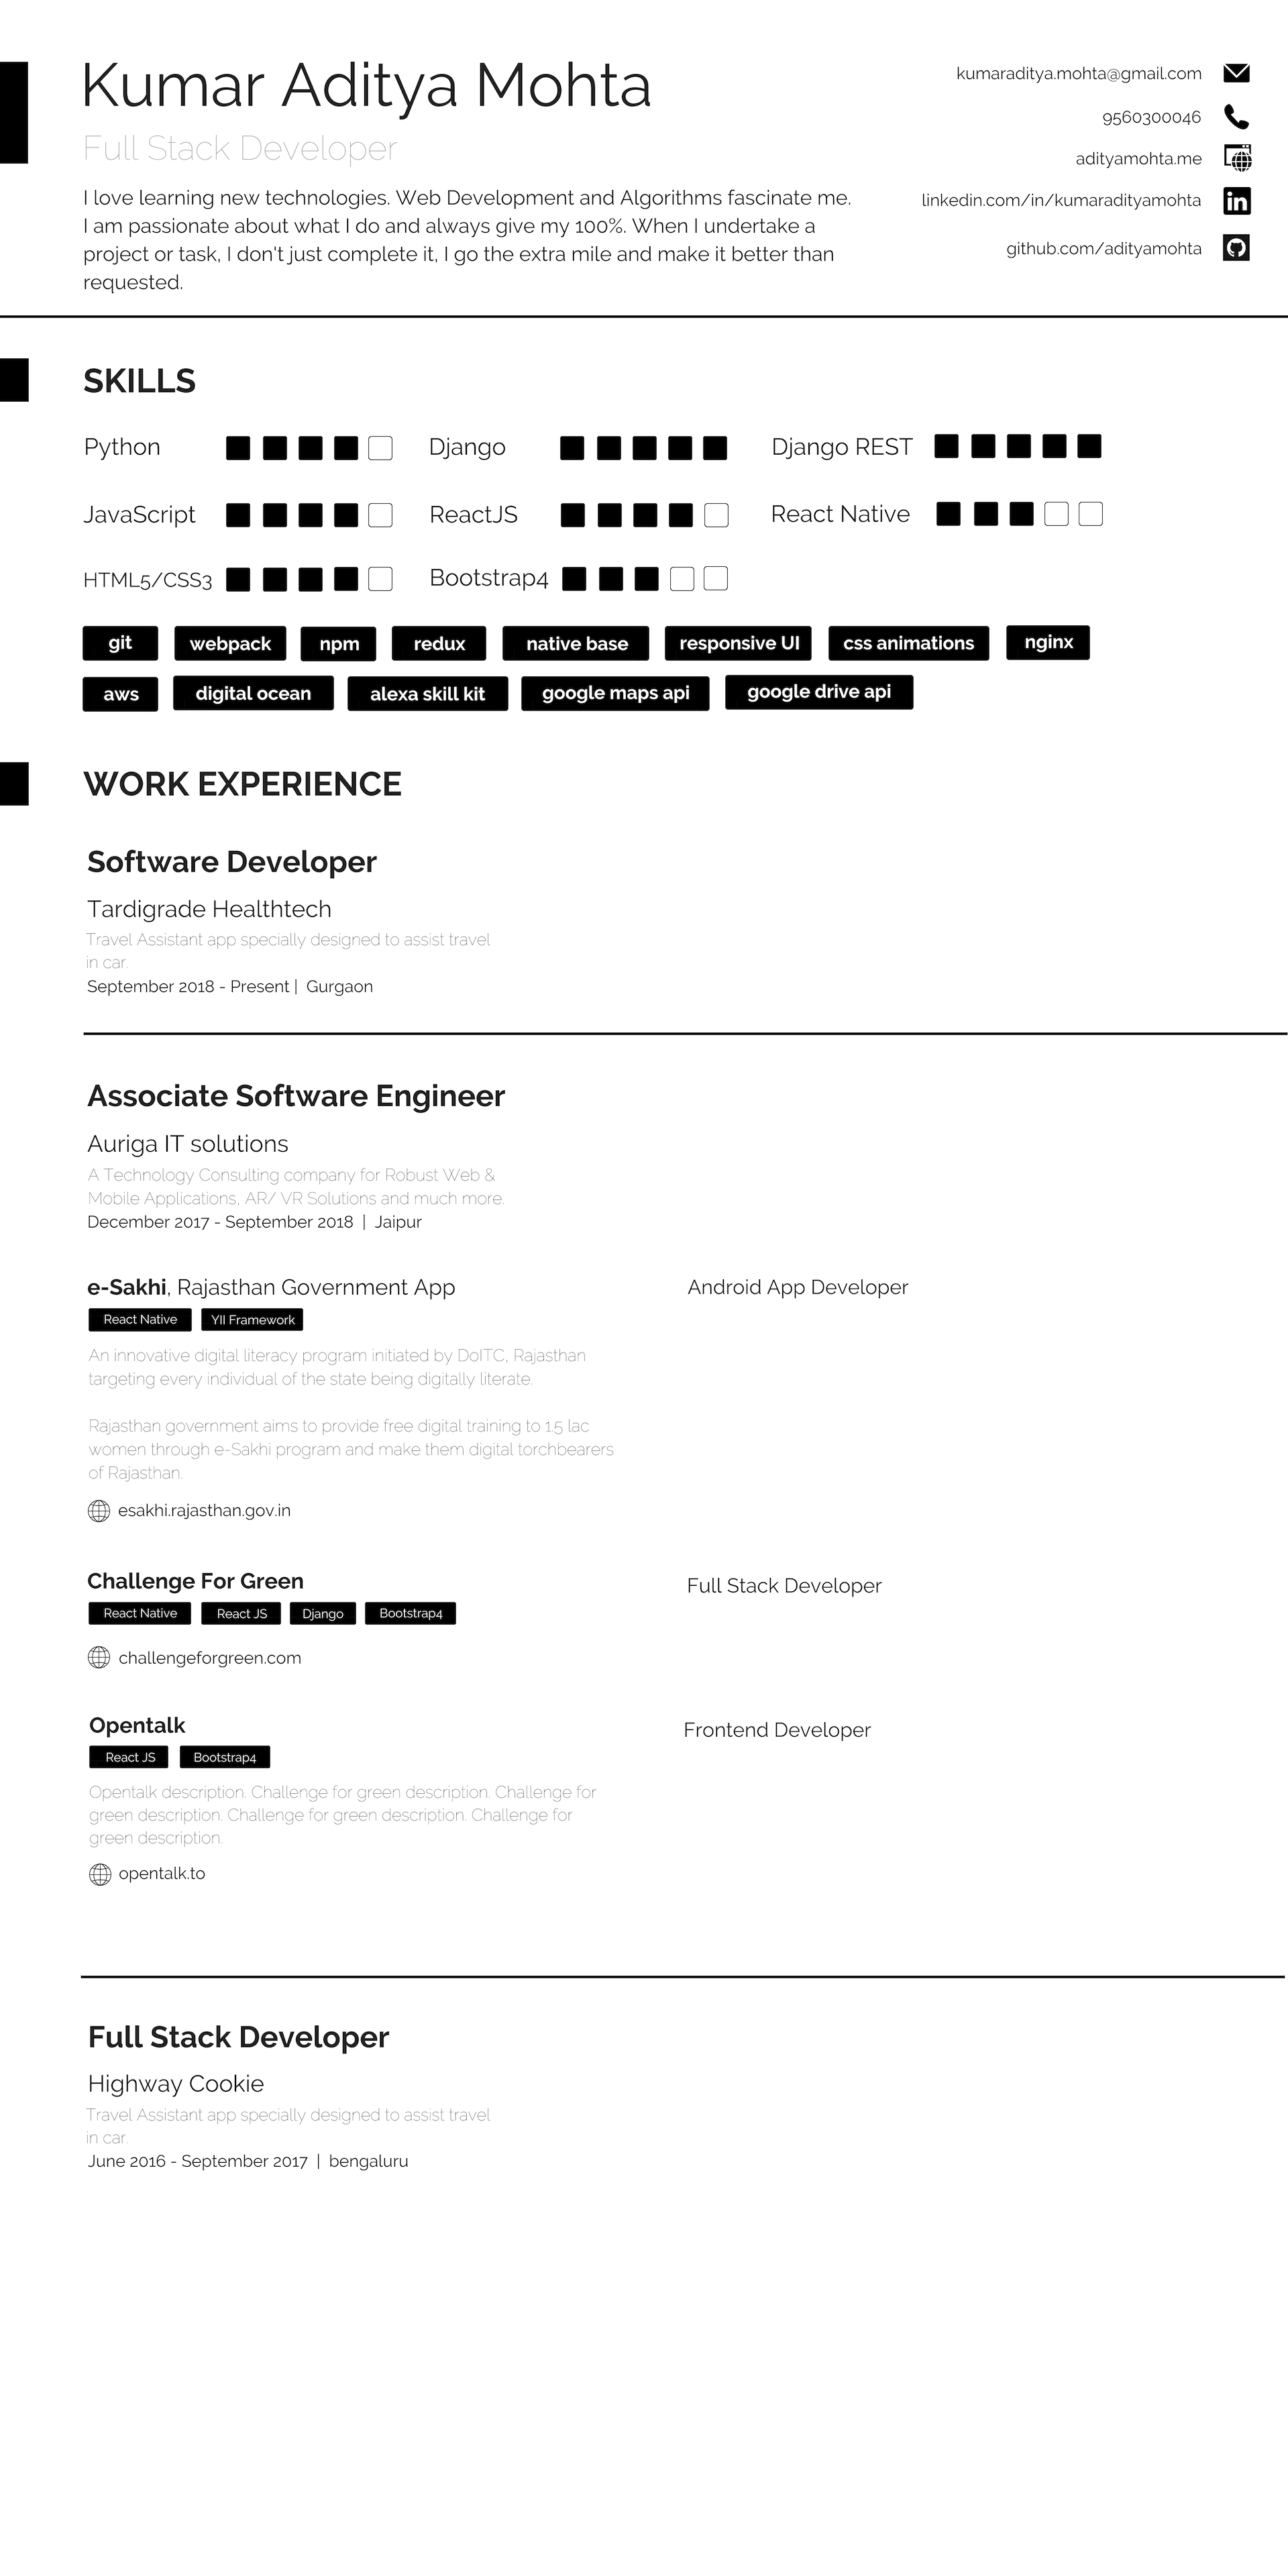 Kumar Aditya Mohta
Full Stack Developer
I love learning new technologies. Web Development and Algorithms fascinate me.
I am passionate about what I do and always give my 100%. When I undertake a
project or task, I don't just complete it, I go the extra mile and make it better than
requested.
kumaraditya.mohta@gmail.com
9560300046
adityamohta.me
linkedin.com/in/kumaradityamohta
github.com/adityamohta
SKILLS
Python Django Django REST
JavaScript ReactJS React Native
HTML5/CSS3 Bootstrap4
git webpack npm redux native base responsive UI css animations nginx
aws digital ocean alexa skill kit google maps api google drive api
WORK EXPERIENCE
Software Developer
Tardigrade Healthtech
Travel Assistant app specially designed to assist travel
in car.
September 2018 - Present | Gurgaon
Associate Software Engineer
Auriga IT solutions
A Technology Consulting company for Robust Web &
Mobile Applications, AR/ VR Solutions and much more.
December 2017 - September 2018 | Jaipur
e-Sakhi, Rajasthan Government App Android App Developer
React Native YII Framework
An innovative digital literacy program initiated by DoITC, Rajasthan
targeting every individual of the state being digitally literate.
Rajasthan government aims to provide free digital training to 1.5 lac
women through e-Sakhi program and make them digital torchbearers
of Rajasthan.
esakhi.rajasthan.gov.in
Challenge For Green Full Stack Developer
React Native React JS Django Bootstrap4
challengeforgreen.com
Opentalk Frontend Developer
React JS Bootstrap4
Opentalk description. Challenge for green description. Challenge for
green description. Challenge for green description. Challenge for
green description.
opentalk.to
Full Stack Developer
Highway Cookie
Travel Assistant app specially designed to assist travel
in car.
June 2016 - September 2017 | bengaluru